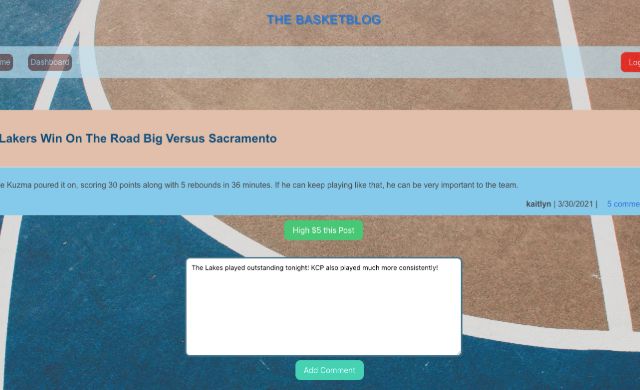 THE BASKETBLOG
me Dashboard Log
Lakers Win On The Road Big Versus Sacramento
e Kuzma poured it on, scoring 30 points along with 5 rebounds in 36 minutes. If he can keep playing like that, he can be very important to the team.
kaitlyn | 3/30/2021 | 5 comme
High $5 this Post
The Lakes played outstanding tonight! KCP also played much more consistently!
Add Comment